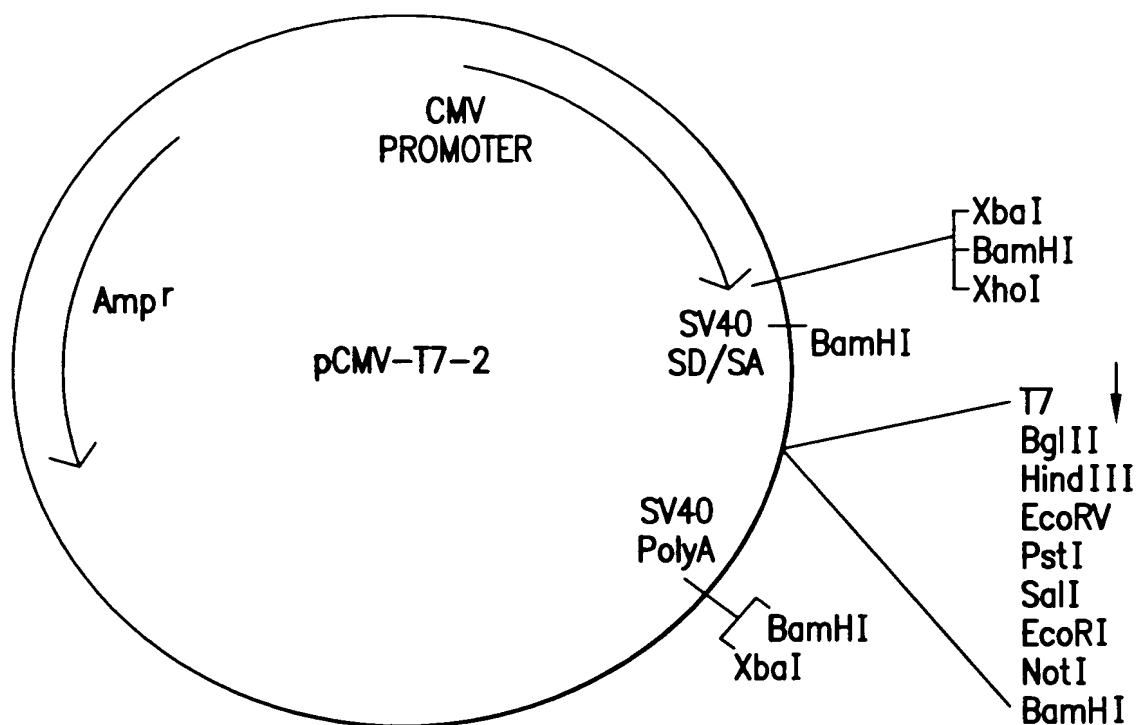 CMV
PROMOTER
XbaI
BamHI
XhoI
Amp r
SV40
SD/SA
BamHI
pCMV-T7-2
T7
BglII
HindIII
EcoRV
PstI
SalI
EcoRI
NotI
BamHI
SV40
PolyA
BamHI
XbaI